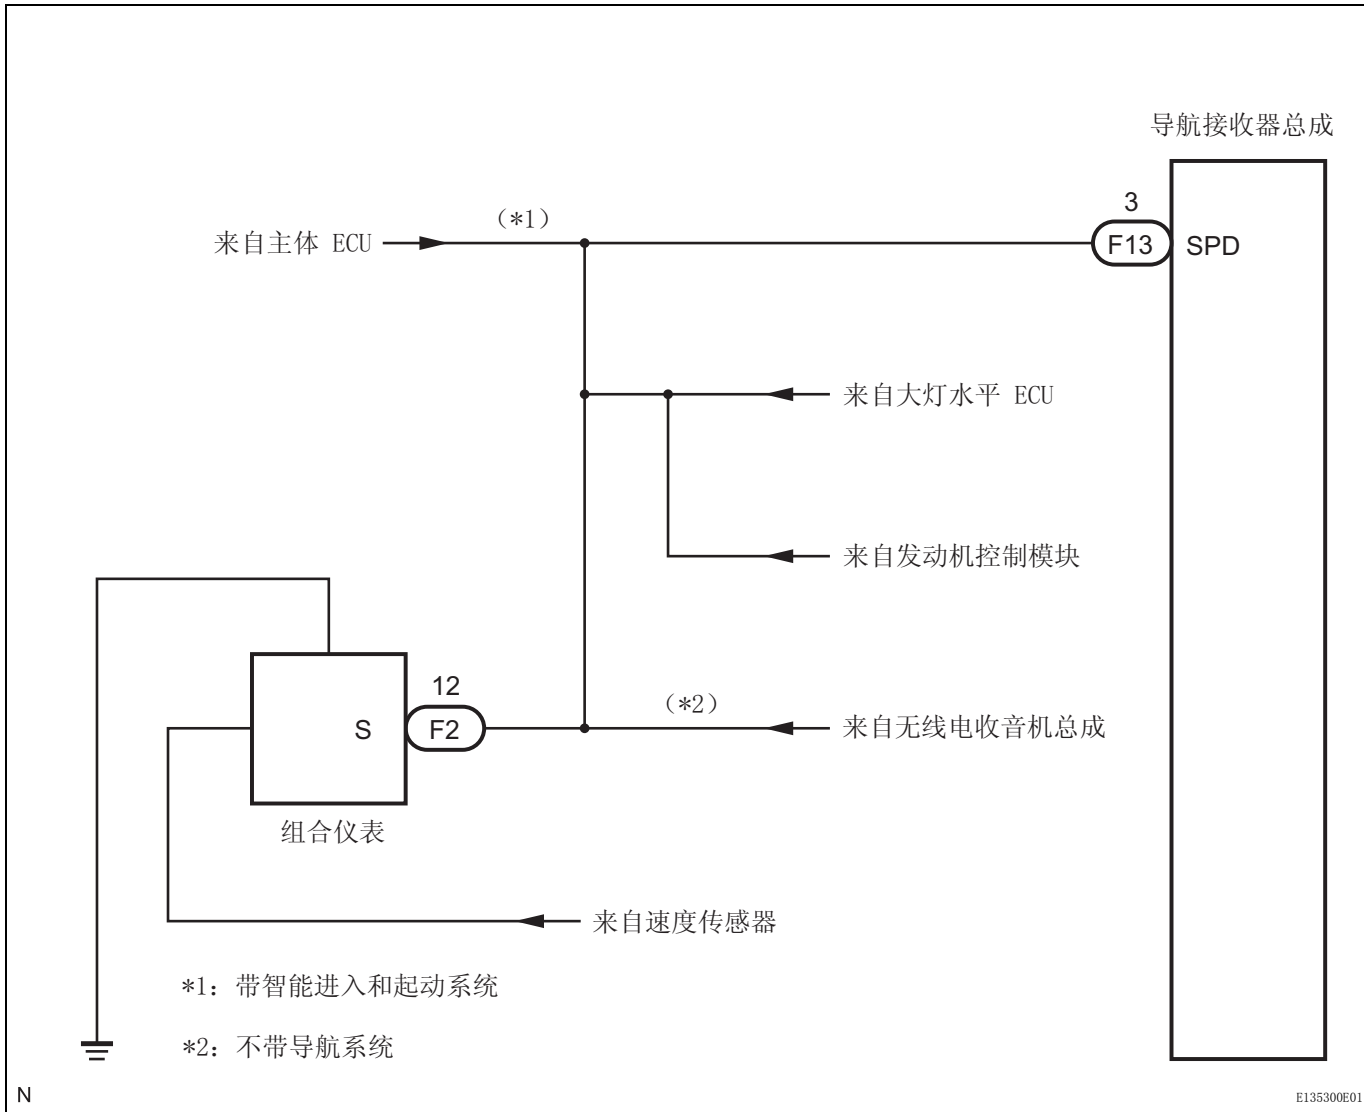 导航接收器总成
3
(*1)
来自主体 ECU
F13
SPD
来自大灯水平 ECU
来自发动机控制模块
12
(*2)
S
F2
来自无线电收音机总成
组合仪表
来自速度传感器
*1: 带智能进入和起动系统
*2: 不带导航系统
N
E135300E01